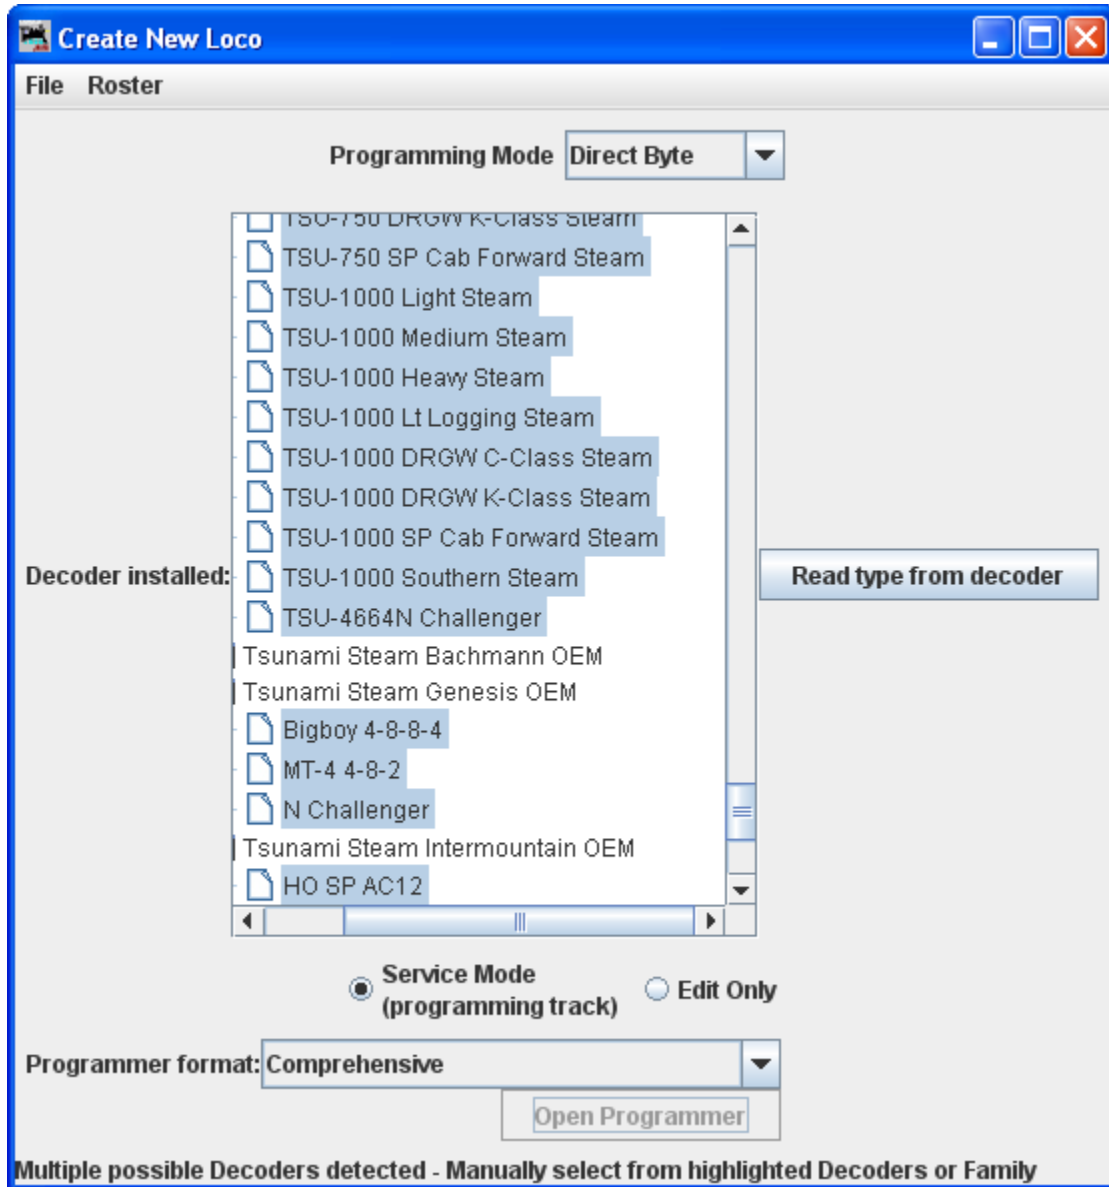 Create New Loco
File Roster
Programming Mode Direct Byte
TSU-750 DRGW K-Class Steam
TSU-750 SP Cab Forward Steam
TSU-1000 Light Steam
TSU-1000 Medium Steam
TSU-1000 Heavy Steam
TSU-1000 Lt Logging Steam
TSU-1000 DRGW C-Class Steam
TSU-1000 DRGW K-Class Steam
TSU-1000 SP Cab Forward Steam
Decoder installed: TSU-1000 Southern Steam Read type from decoder
TSU-4664N Challenger
Tsunami Steam Bachmann OEM
Tsunami Steam Genesis OEM
Bigboy 4-8-8-4
MT-4 4-8-2
N Challenger
Tsunami Steam Intermountain OEM
HO SP AC12
Service Mode
(programming track) Edit Only
Programmer format: Comprehensive
Open Programmer
Multiple possible Decoders detected - Manually select from highlighted Decoders or Family